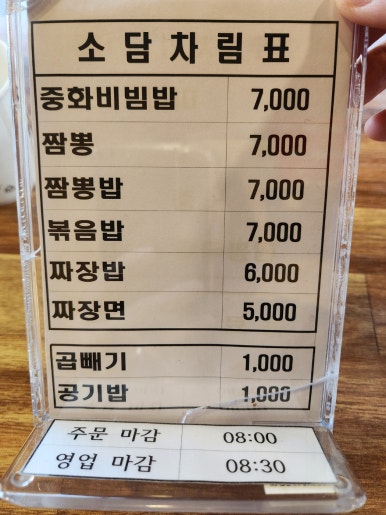 소담차림표
중화비빔밥 7,000
짬뽕 7,000
짬뽕밥 7,000
볶음밥 7,000
짜장밥 6,000
짜장면 5,000
곱빼기 1,000
공기밥 1,000
주문 마감 08:00
영업 마감 08:30